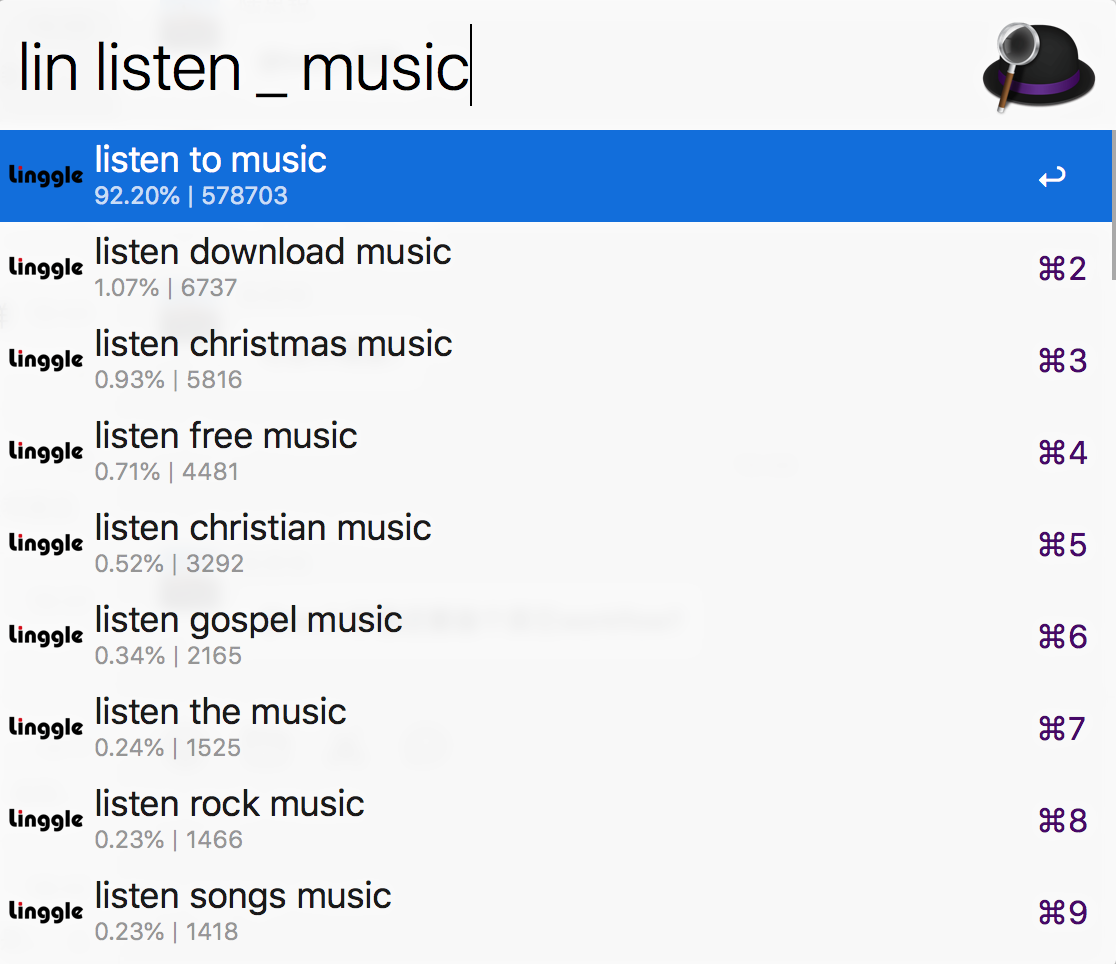 lin listen _ music
Linggle listen to music
92.20% | 578703
Linggle listen download music ⌘2
1.07% | 6737
Linggle listen christmas music ⌘3
0.93% | 5816
Linggle listen free music ⌘4
0.71% | 4481
Linggle listen christian music ⌘5
0.52% | 3292
Linggle listen gospel music ⌘6
0.34% | 2165
Linggle listen the music ⌘7
0.24% | 1525
Linggle listen rock music ⌘8
0.23% | 1466
Linggle listen songs music ⌘9
0.23% | 1418